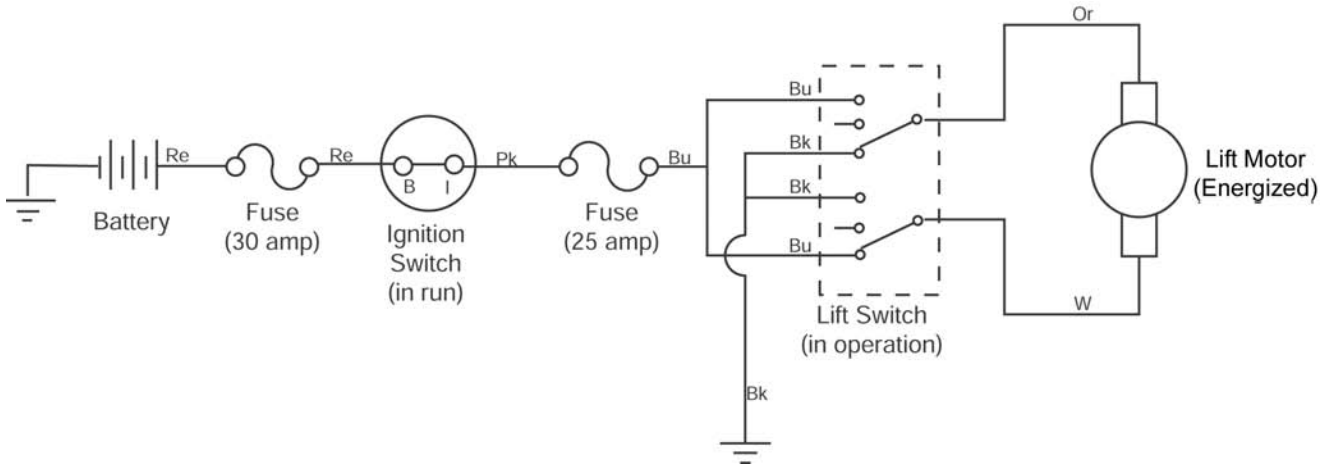 Or
Bu
Bk
Bk
Bu
Re
Re
B
I
Pk
Bu
Battery
Fuse
(30 amp)
Ignition
Switch
(in run)
Fuse
(25 amp)
Lift Switch
(in operation)
Lift Motor
(Energized)
W
Bk